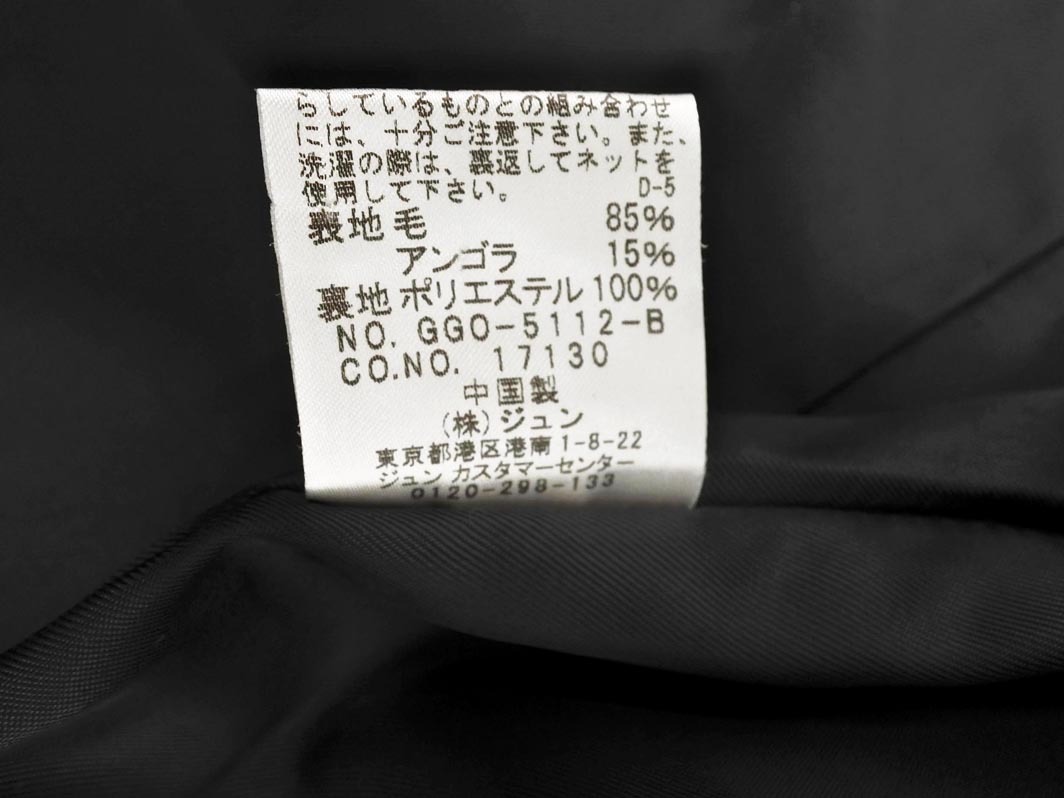 らしているものとの組み合わせ
には、十分ご注意下さい。また、
洗濯の際は、裏返してネットを
使用して下さい。 D-5
表地 毛 85%
アンゴラ 15%
裏地 ポリエステル 100%
NO. GGO-5112-B
CO.NO. 17130
中国製
(株)ジュン
東京都港区港南1-8-22
ジュン カスタマーセンター
0120-298-133